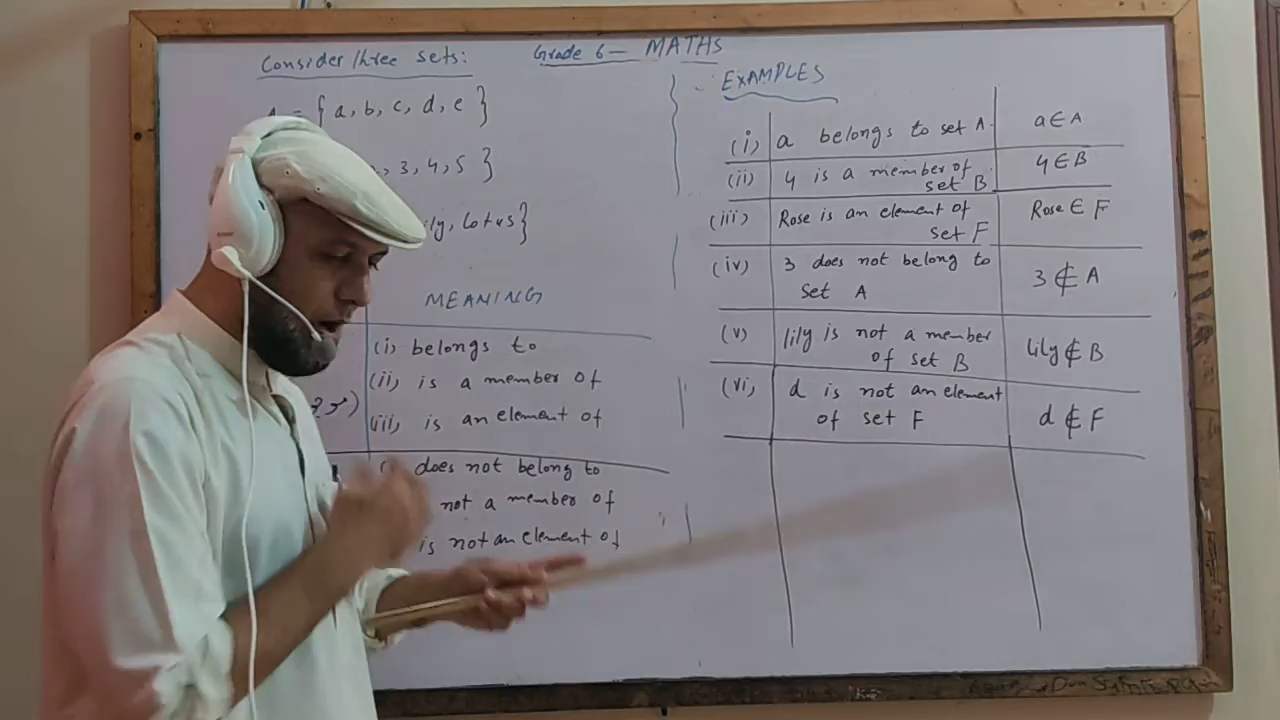 Grade 6 — MATHS
Consider three sets:
A = { a, b, c, d, e }
, 3, 4, 5 }
, Lotus}
MEANING
(i) belongs to
(ii) is a member of
iii) is an element of
does not belong to
not a member of
is not an element of
EXAMPLES
(i) a belongs to set A. a ∈ A
(ii) 4 is a member of 4 ∈ B
set B
(iii) Rose is an element of Rose ∈ F
set F
(iv) 3 does not belong to 3 ∉ A
set A
(v) lily is not a member lily ∉ B
of set B
(vi) d is not an element d ∉ F
of set F